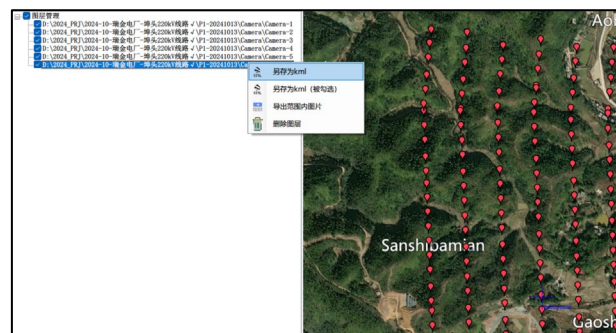 图层管理
D:\2024_PRJ\2024-10-瑞金电厂-埠头220kV线路√\P1-20241013\Camera\Camera-1
D:\2024_PRJ\2024-10-瑞金电厂-埠头220kV线路√\P1-20241013\Camera\Camera-2
D:\2024_PRJ\2024-10-瑞金电厂-埠头220kV线路√\P1-20241013\Camera\Camera-3
D:\2024_PRJ\2024-10-瑞金电厂-埠头220kV线路√\P1-20241013\Camera\Camera-4
D:\2024_PRJ\2024-10-瑞金电厂-埠头220kV线路√\P1-20241013\Camera\Camera-5
D:\2024_PRJ\2024-10-瑞金电厂-埠头220kV线路√\P1-20241013\Ca
另存为kml
另存为kml（被勾选）
导出范围内图片
删除图层
Sanshibamian
Gaosh